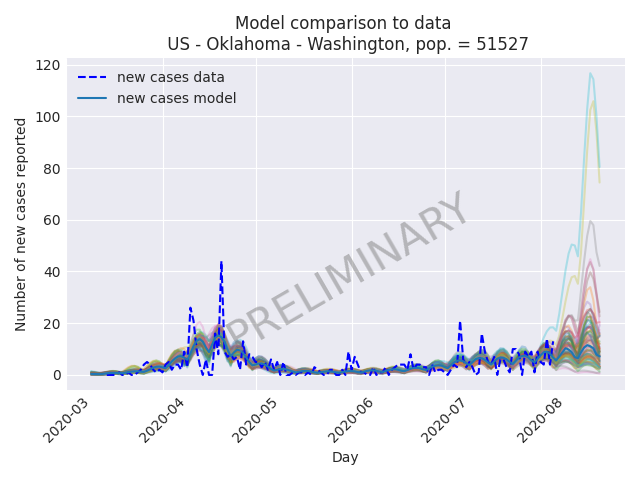 Model comparison to data
US - Oklahoma - Washington, pop. = 51527
120
100
80
60
40
20
0
Number of new cases reported
new cases data
new cases model
PRELIMINARY
2020-03
2020-04
2020-05
2020-06
2020-07
2020-08
Day